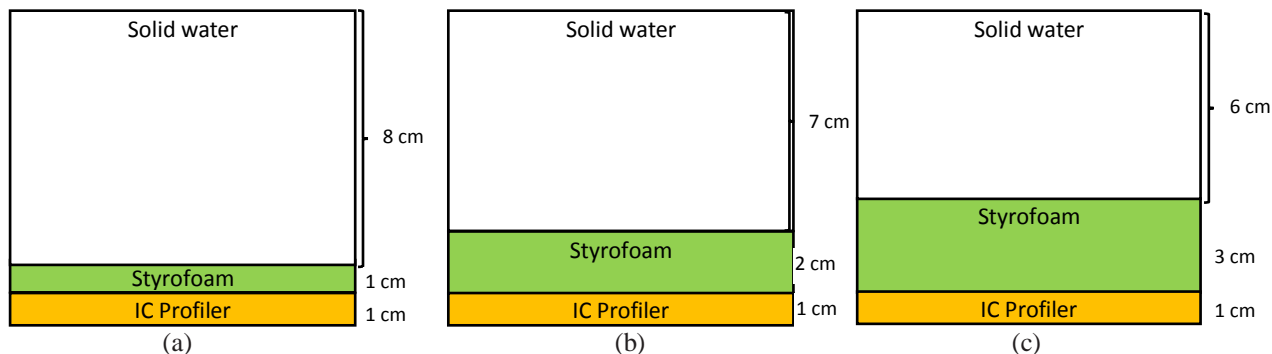 Solid water
8 cm
Styrofoam
1 cm
IC Profiler
1 cm
(a)
Solid water
7 cm
Styrofoam
2 cm
IC Profiler
1 cm
(b)
Solid water
6 cm
Styrofoam
3 cm
IC Profiler
1 cm
(c)